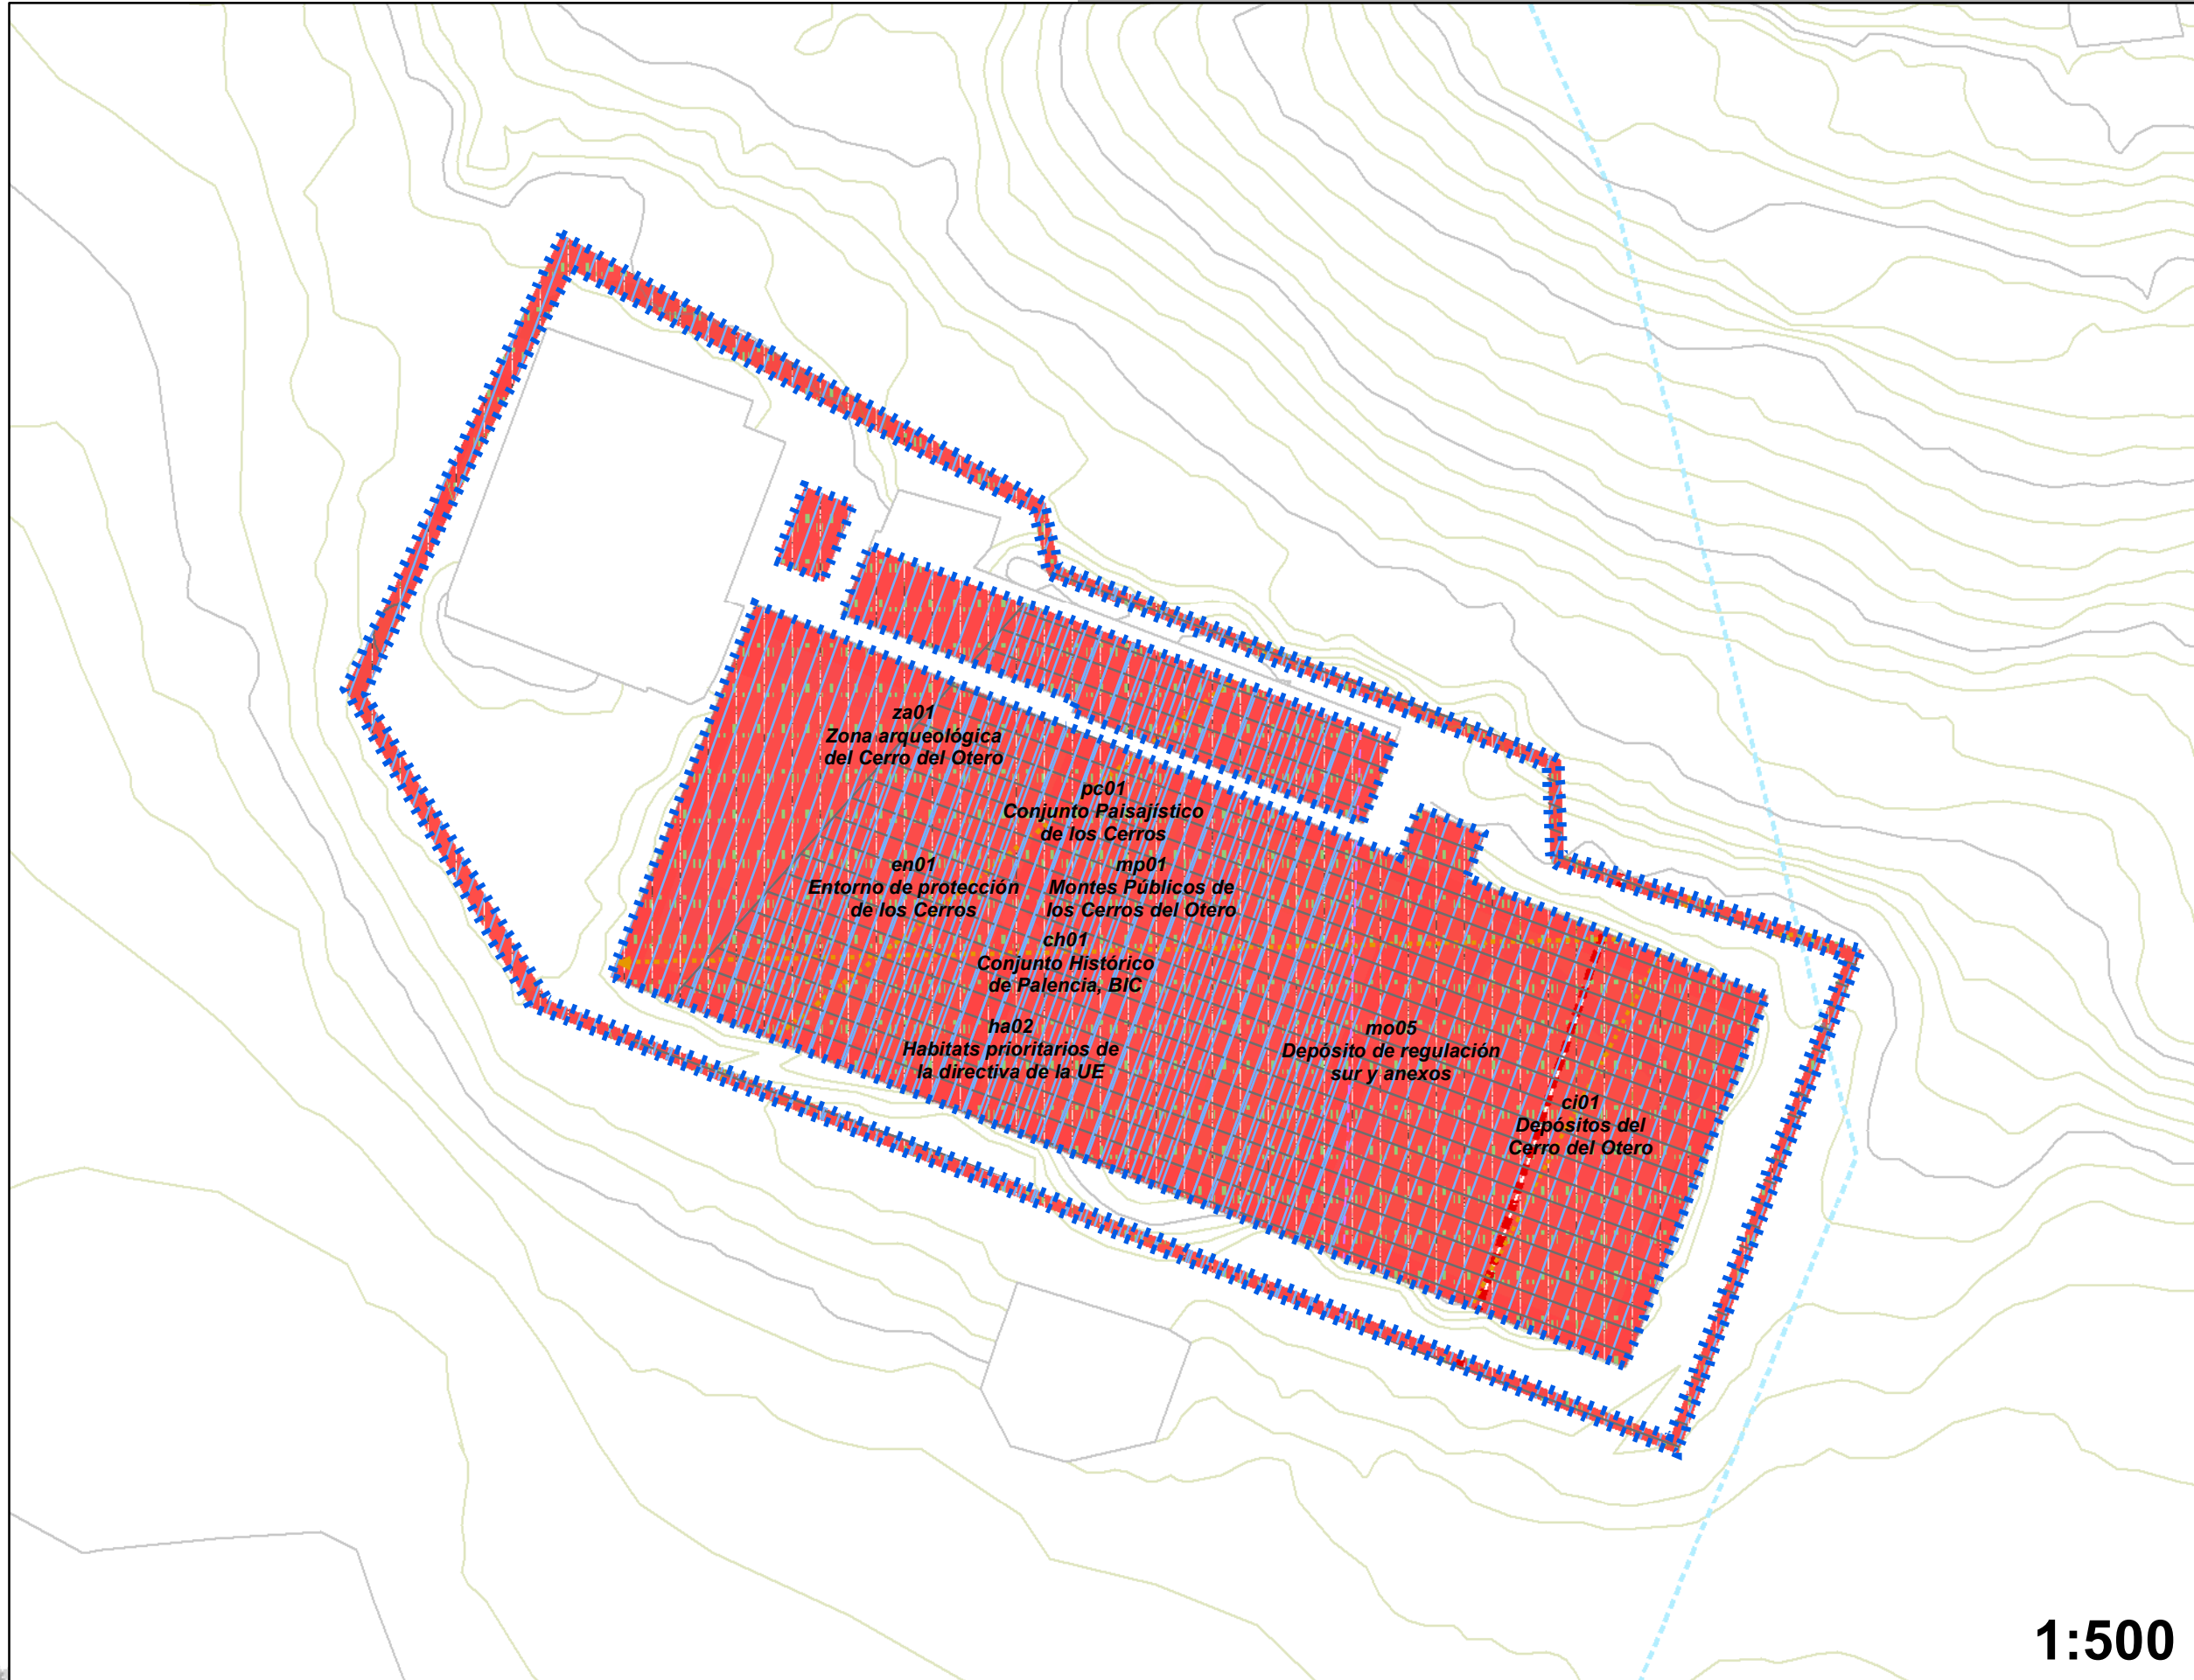 za01
Zona arqueológica
del Cerro del Otero
pc01
Conjunto Paisajístico
de los Cerros
en01
Entorno de protección
de los Cerros
mp01
Montes Públicos de
los Cerros del Otero
ch01
Conjunto Histórico
de Palencia, BIC
ha02
Habitats prioritarios de
la directiva de la UE
mo05
Depósito de regulación
sur y anexos
ci01
Depósitos del
Cerro del Otero
1:500